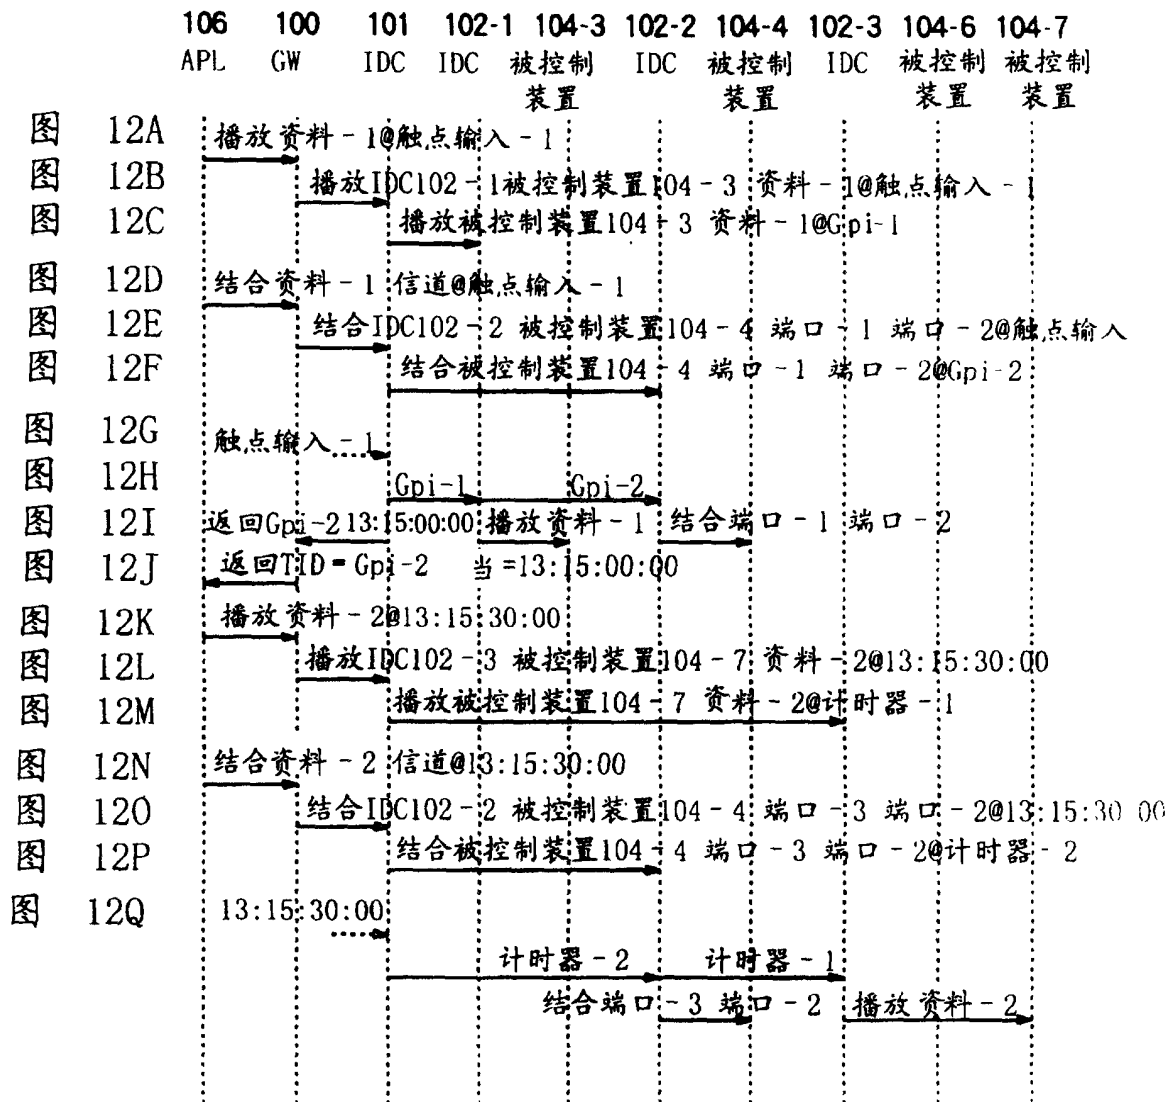 106 100 101 102-1 104-3 102-2 104-4 102-3 104-6 104-7
APL GW IDC IDC 被控制 IDC 被控制 IDC 被控制 被控制
装置 装置 装置 装置
图 12A 播放资料-1@触点输入-1
图 12B 播放IDC102-1被控制装置104-3 资料-1@触点输入-1
图 12C 播放被控制装置104-3 资料-1@Gpi-1
图 12D 结合资料-1 信道@触点输入-1
图 12E 结合IDC102-2 被控制装置104-4 端口-1 端口-2@触点输入
图 12F 结合被控制装置104-4 端口-1 端口-2@Gpi-2
图 12G 触点输入-1
图 12H Gpi-1 Gpi-2
图 12I 返回Gpi-2 13:15:00:00 播放资料-1 结合端口-1 端口-2
图 12J 返回TID=Gpi-2 当=13:15:00:00
图 12K 播放资料-2@13:15:30:00
图 12L 播放IDC102-3 被控制装置104-7 资料-2@13:15:30:00
图 12M 播放被控制装置104-7 资料-2@计时器-1
图 12N 结合资料-2 信道@13:15:30:00
图 12O 结合IDC102-2 被控制装置104-4 端口-3 端口-2@13:15:30 00
图 12P 结合被控制装置104-4 端口-3 端口-2@计时器-2
图 12Q 13:15:30:00
计时器-2 计时器-1
结合端口-3 端口-2 播放资料-2